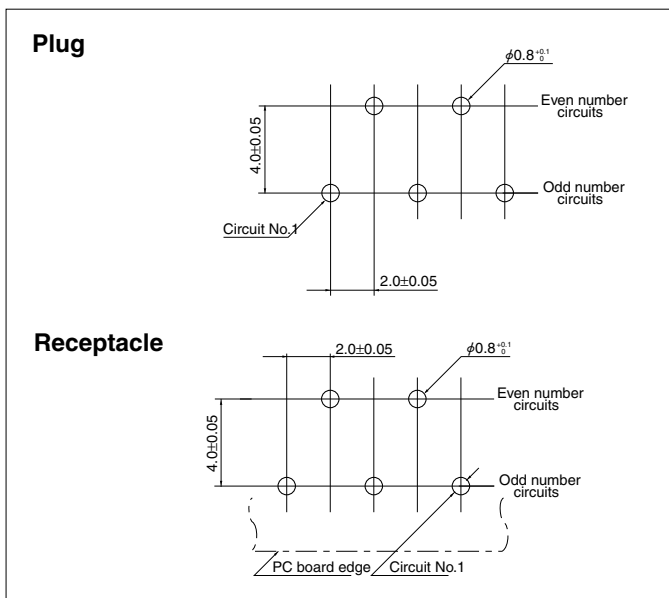 Plug
φ0.8 +0.1 0
Even number
circuits
4.0±0.05
Odd number
circuits
Circuit No.1
2.0±0.05
Receptacle
2.0±0.05
φ0.8 +0.1 0
Even number
circuits
4.0±0.05
Odd number
circuits
PC board edge
Circuit No.1